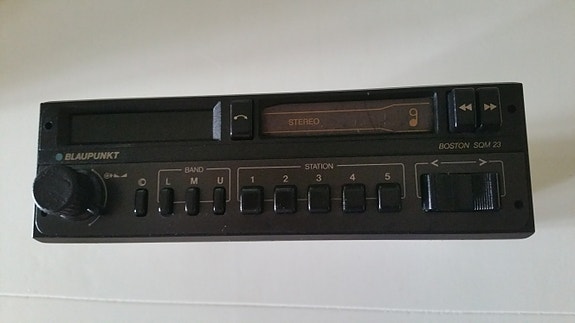 STEREO
BLAUPUNKT
BOSTON SQM 23
BAND
STATION
< >
© L M U 1 2 3 4 5